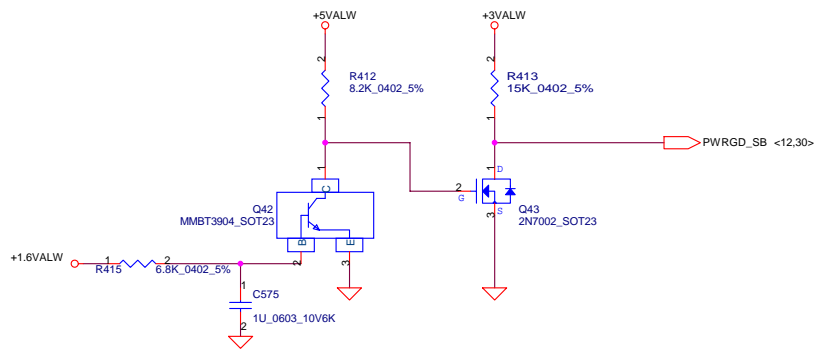 +5VALW
+3VALW
2
2
R412
8.2K_0402_5%
R413
15K_0402_5%
1
1
PWRGD_SB <12,30>
1
C
1
D
2
G
S
3
Q42
MMBT3904_SOT23
Q43
2N7002_SOT23
B
E
2
3
+1.6VALW
1
2
R415
6.8K_0402_5%
1
C575
1U_0603_10V6K
2